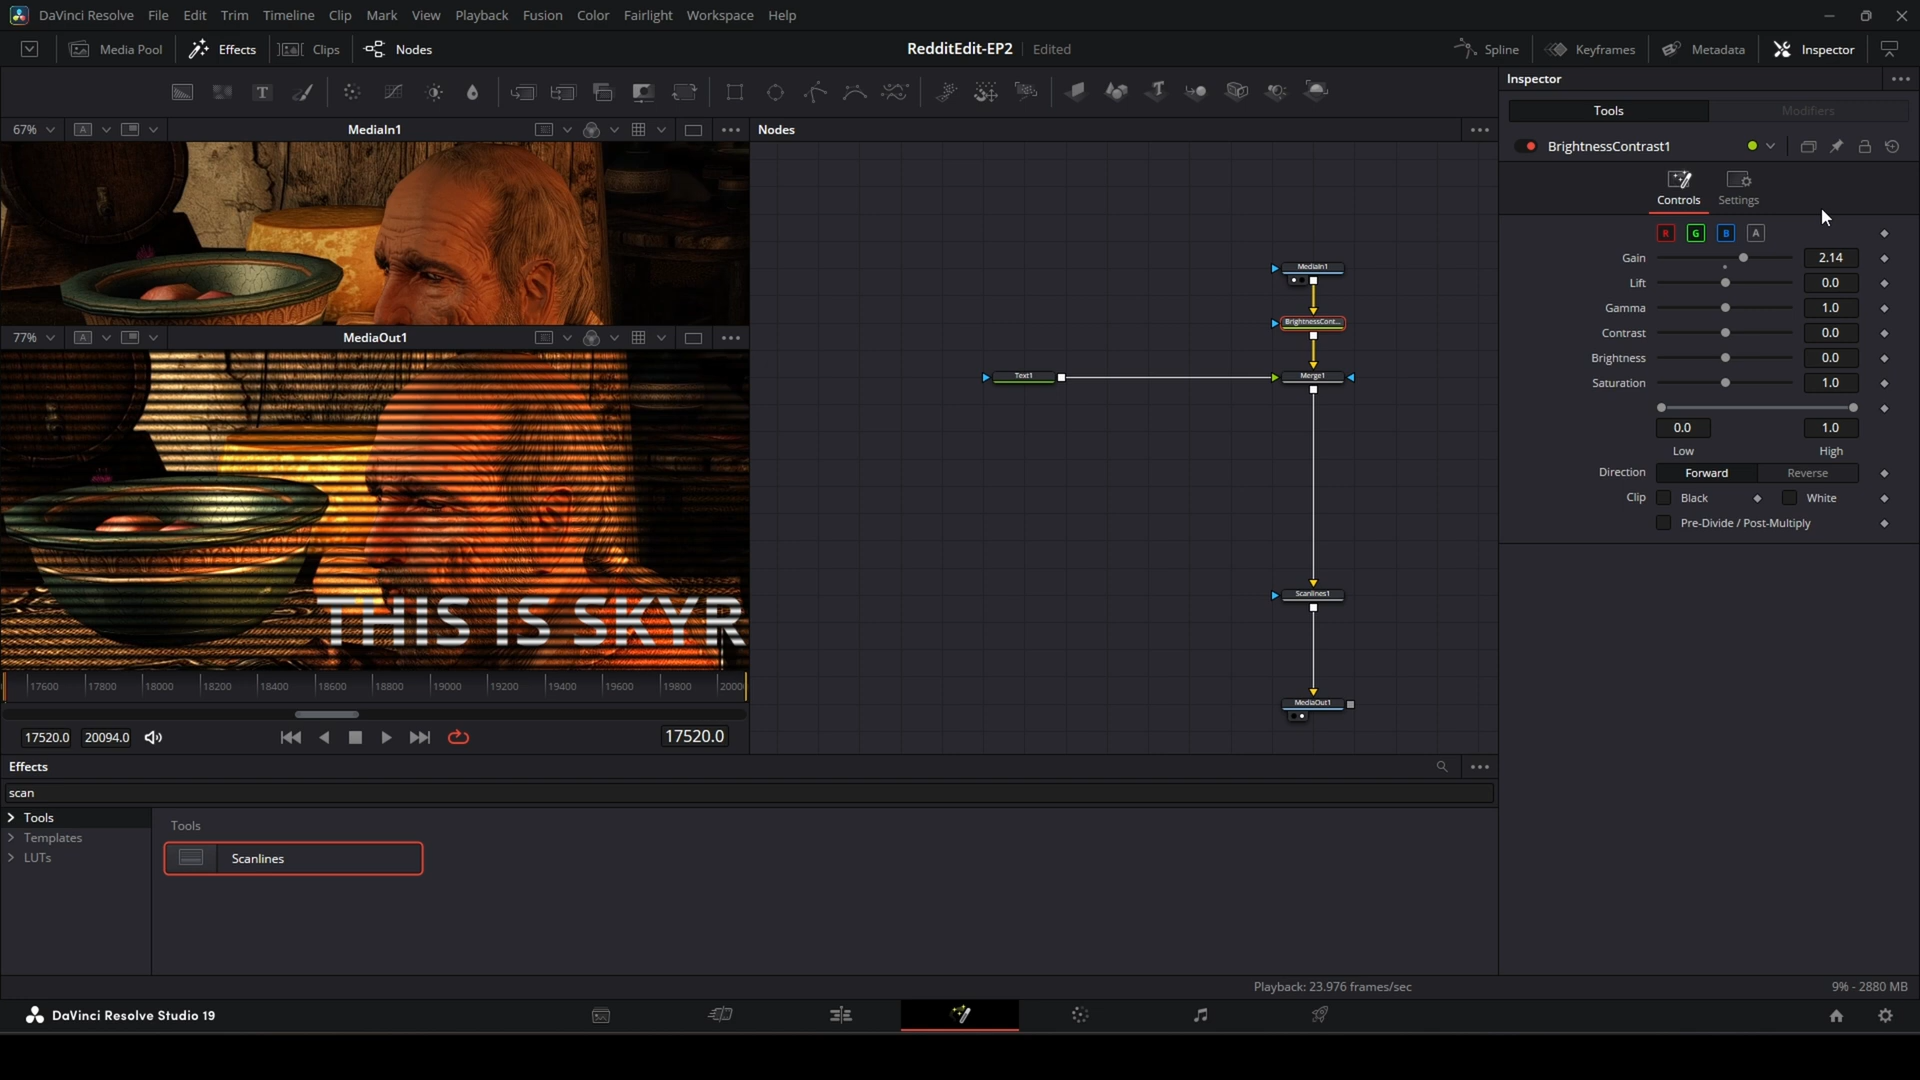 DaVinci Resolve File Edit Trim Timeline Clip Mark View Playback Fusion Color Fairlight Workspace Help
Media Pool Effects Clips Nodes RedditEdit-EP2 Edited Spline Keyframes Metadata Inspector
Inspector
Tools Modifiers
67% A MediaIn1 Nodes
BrightnessContrast1
Controls Settings
R G B A
Gain 2.14
Lift 0.0
Gamma 1.0
Contrast 0.0
Brightness 0.0
Saturation 1.0
0.0 1.0
Low High
Direction Forward Reverse
Clip Black White
Pre-Divide / Post-Multiply
MediaIn1
BrightnessCont...
Text1 Merge1
Scanlines1
MediaOut1
77% A MediaOut1
THIS IS SKYR
17600 17800 18000 18200 18400 18600 18800 19000 19200 19400 19600 19800 2000
17520.0 20094.0 17520.0
Effects
scan
Tools
Templates
LUTs
Tools
Scanlines
Playback: 23.976 frames/sec 9% - 2880 MB
DaVinci Resolve Studio 19